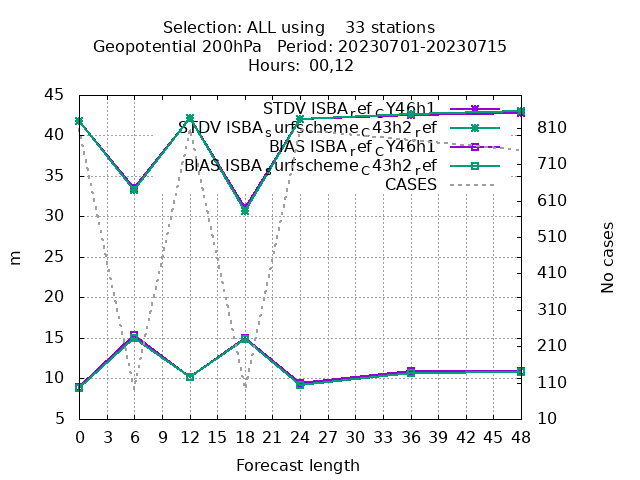 Selection: ALL using    33 stations
Geopotential 200hPa   Period: 20230701-20230715
Hours:  00,12
STDV ISBA_ref_CY46h1
STDV ISBA_surfscheme_C43h2_ref
BIAS ISBA_ref_CY46h1
BIAS ISBA_surfscheme_C43h2_ref
CASES
45
40
35
30
25
20
15
10
5
m
810
710
610
510
410
310
210
110
10
No cases
0 3 6 9 12 15 18 21 24 27 30 33 36 39 42 45 48
Forecast length